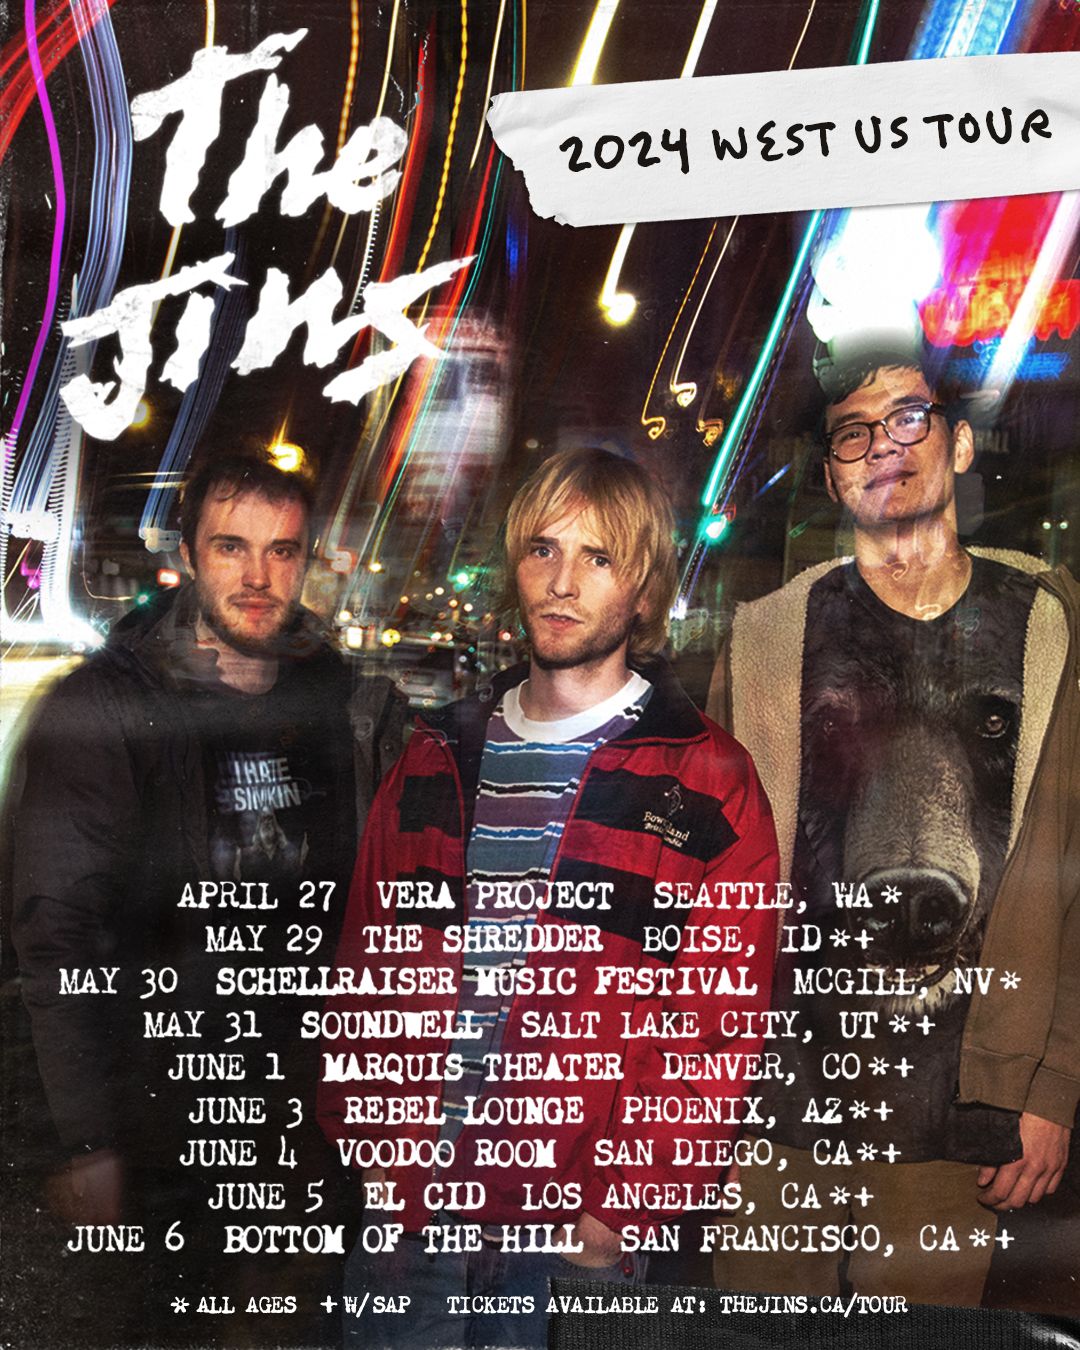 The
Jins
2024 WEST US TOUR
I HATE
SIMKIN
APRIL 27 VERA PROJECT SEATTLE, WA*
MAY 29 THE SHREDDER BOISE, ID*+
MAY 30 SCHELLRAISER MUSIC FESTIVAL MCGILL, NV*
MAY 31 SOUNDWELL SALT LAKE CITY, UT*+
JUNE 1 MARQUIS THEATER DENVER, CO*+
JUNE 3 REBEL LOUNGE PHOENIX, AZ*+
JUNE 4 VOODOO ROOM SAN DIEGO, CA*+
JUNE 5 EL CID LOS ANGELES, CA*+
JUNE 6 BOTTOM OF THE HILL SAN FRANCISCO, CA*+
* ALL AGES + W/SAP TICKETS AVAILABLE AT: THEJINS.CA/TOUR